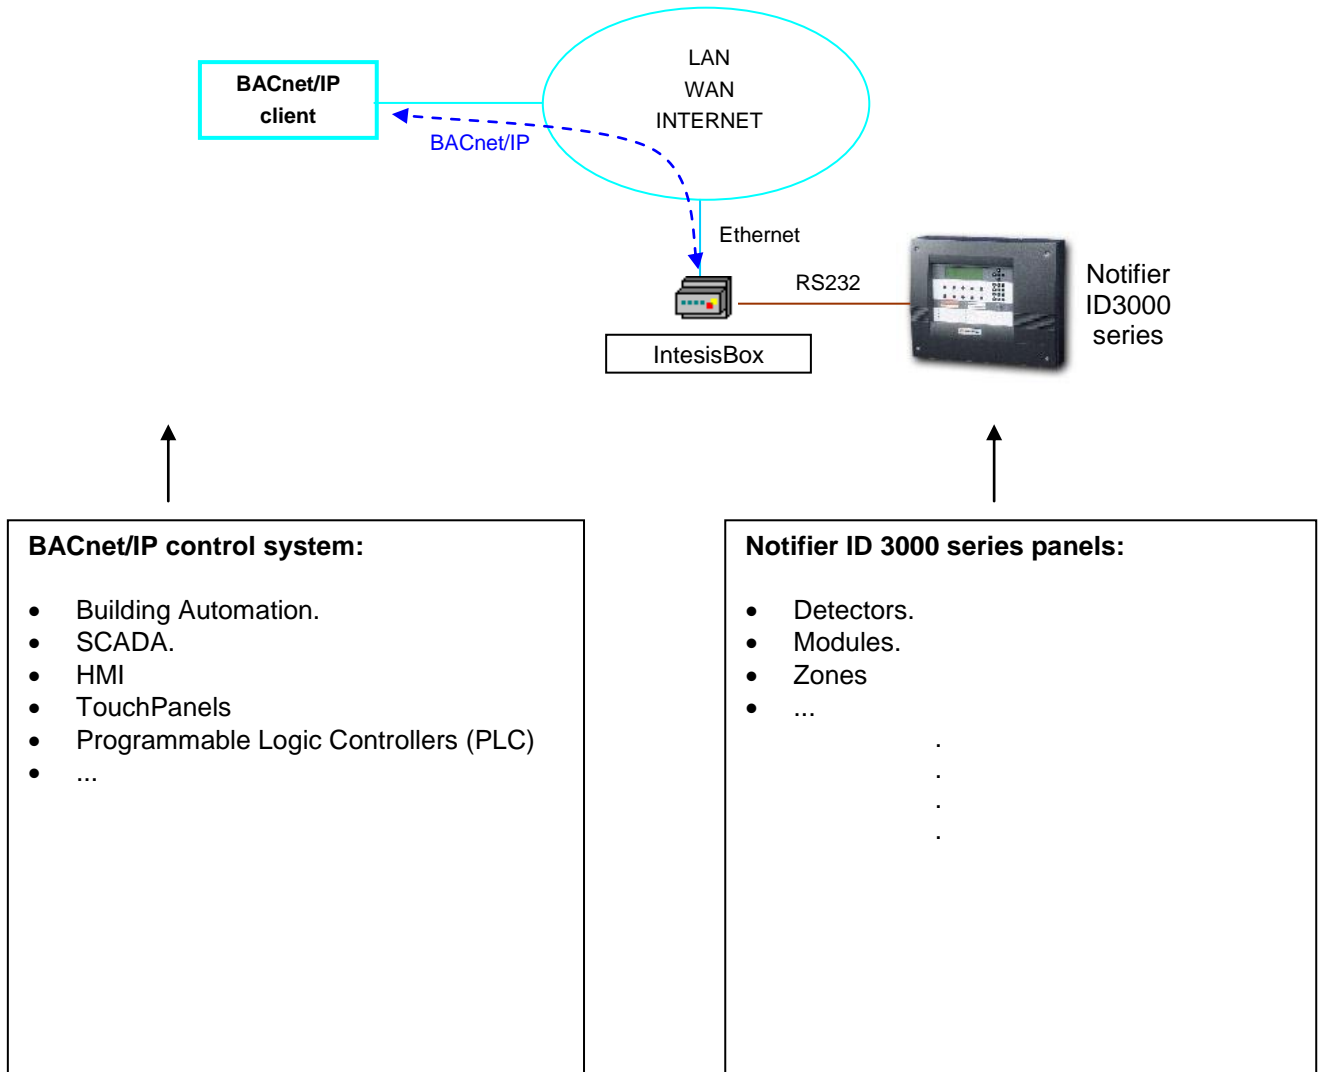 LAN
WAN
INTERNET
BACnet/IP
client
BACnet/IP
Ethernet
RS232
Notifier
ID3000
series
IntesisBox
BACnet/IP control system:
• Building Automation.
• SCADA.
• HMI
• TouchPanels
• Programmable Logic Controllers (PLC)
• ...
Notifier ID 3000 series panels:
• Detectors.
• Modules.
• Zones
• ...
.
.
.
.